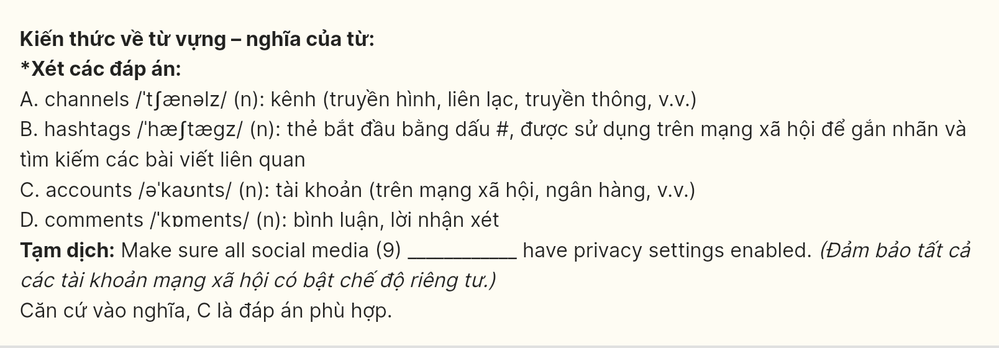 Kiến thức về từ vựng – nghĩa của từ:
*Xét các đáp án:
A. channels /ˈtʃænəlz/ (n): kênh (truyền hình, liên lạc, truyền thông, v.v.)
B. hashtags /ˈhæʃtægz/ (n): thẻ bắt đầu bằng dấu #, được sử dụng trên mạng xã hội để gắn nhãn và
tìm kiếm các bài viết liên quan
C. accounts /əˈkaʊnts/ (n): tài khoản (trên mạng xã hội, ngân hàng, v.v.)
D. comments /ˈkɒments/ (n): bình luận, lời nhận xét
Tạm dịch: Make sure all social media (9) ___________ have privacy settings enabled. (Đảm bảo tất cả
các tài khoản mạng xã hội có bật chế độ riêng tư.)
Căn cứ vào nghĩa, C là đáp án phù hợp.